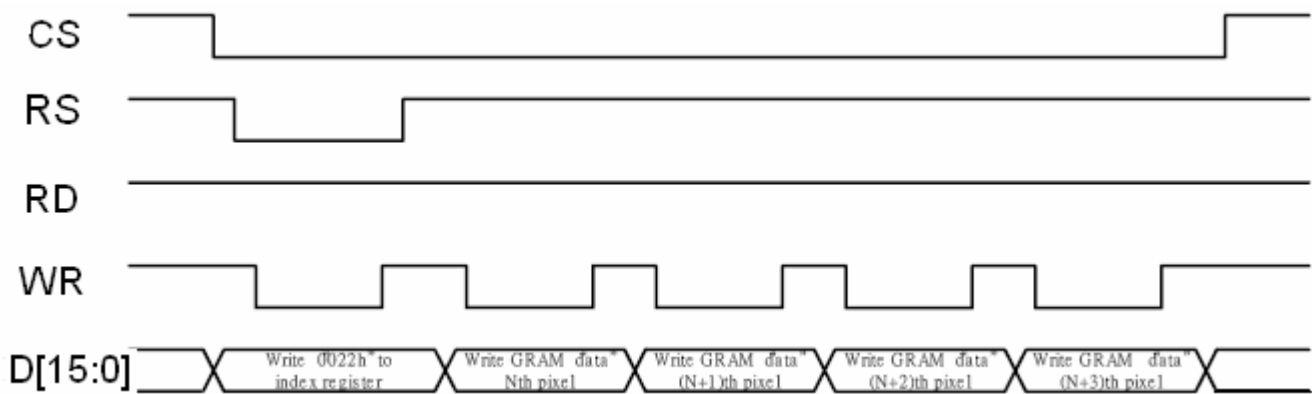 CS
RS
RD
WR
D[15:0]
Write "0022h" to
index register
Write GRAM "data"
Nth pixel
Write GRAM "data"
(N+1)th pixel
Write GRAM "data"
(N+2)th pixel
Write GRAM "data"
(N+3)th pixel